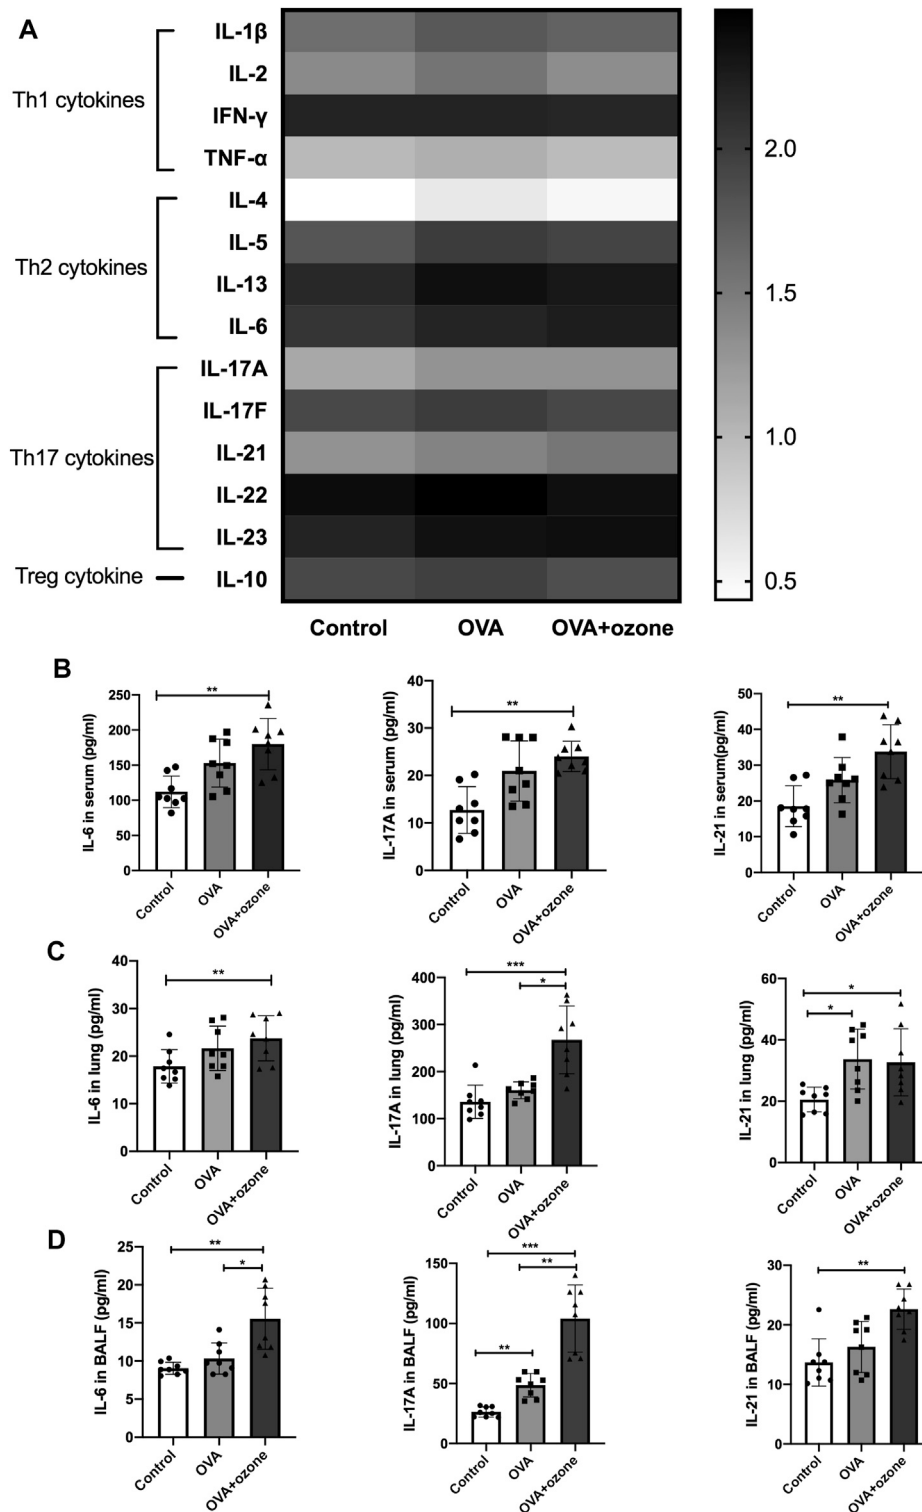 A
Th1 cytokines
IL-1β
IL-2
IFN-γ
TNF-α
Th2 cytokines
IL-4
IL-5
IL-13
IL-6
Th17 cytokines
IL-17A
IL-17F
IL-21
IL-22
IL-23
Treg cytokine
IL-10
Control OVA OVA+ozone
2.0
1.5
1.0
0.5
B
IL-6 in serum (pg/ml)
250
200
150
100
50
0
**
Control
OVA
OVA+ozone
IL-17A in serum (pg/ml)
40
30
20
10
0
**
Control
OVA
OVA+ozone
IL-21 in serum(pg/ml)
50
40
30
20
10
0
**
Control
OVA
OVA+ozone
C
IL-6 in lung (pg/ml)
40
30
20
10
0
**
Control
OVA
OVA+ozone
IL-17A in lung (pg/ml)
400
300
200
100
0
***
*
Control
OVA
OVA+ozone
IL-21 in lung (pg/ml)
60
40
20
0
*
*
Control
OVA
OVA+ozone
D
IL-6 in BALF (pg/ml)
25
20
15
10
5
0
**
*
Control
OVA
OVA+ozone
IL-17A in BALF (pg/ml)
150
100
50
0
***
**
**
Control
OVA
OVA+ozone
IL-21 in BALF (pg/ml)
30
20
10
0
**
Control
OVA
OVA+ozone